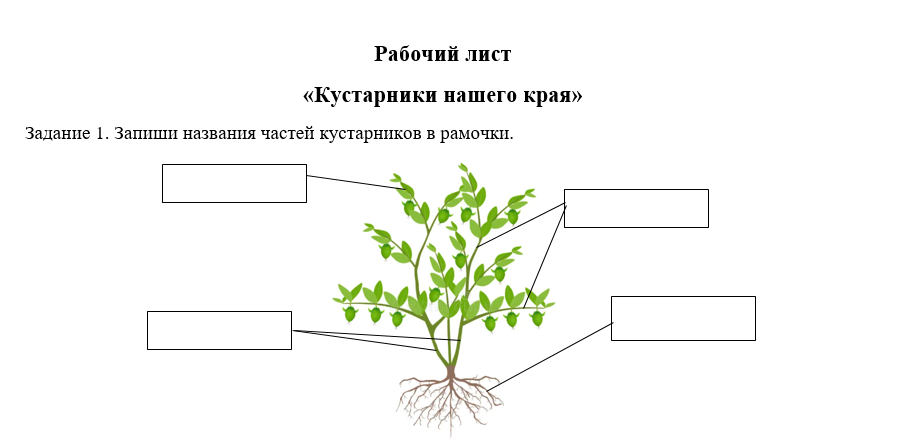 Рабочий лист
«Кустарники нашего края»
Задание 1. Запиши названия частей кустарников в рамочки.